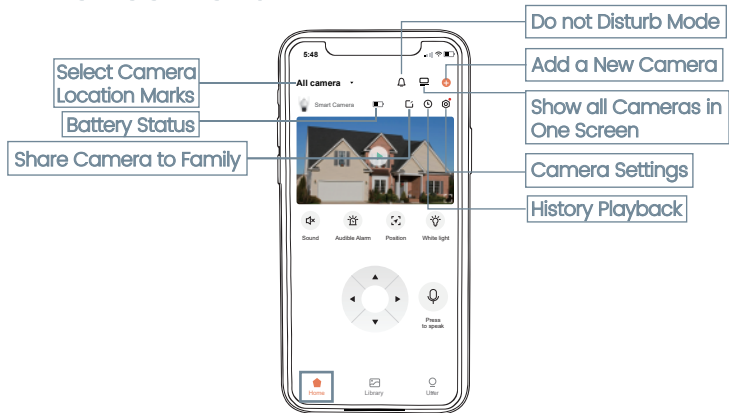 Do not Disturb Mode
5:48
Select Camera
Location Marks
All camera
Add a New Camera
Smart Camera
Battery Status
Show all Cameras in
One Screen
Share Camera to Family
Camera Settings
History Playback
Sound
Audible Alarm
Position
White light
Press
to speak
Home
Library